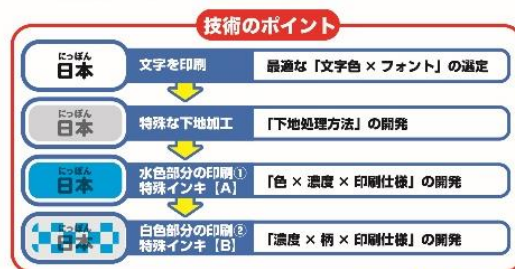 技術のポイント
にっぽん
日本
文字を印刷
最適な「文字色 × フォント」の選定
にっぽん
日本
特殊な下地加工
「下地処理方法」の開発
にっぽん
日本
水色部分の印刷①
特殊インキ【A】
「色 × 濃度 × 印刷仕様」の開発
にっぽん
日本
白色部分の印刷②
特殊インキ【B】
「濃度 × 柄 × 印刷仕様」の開発